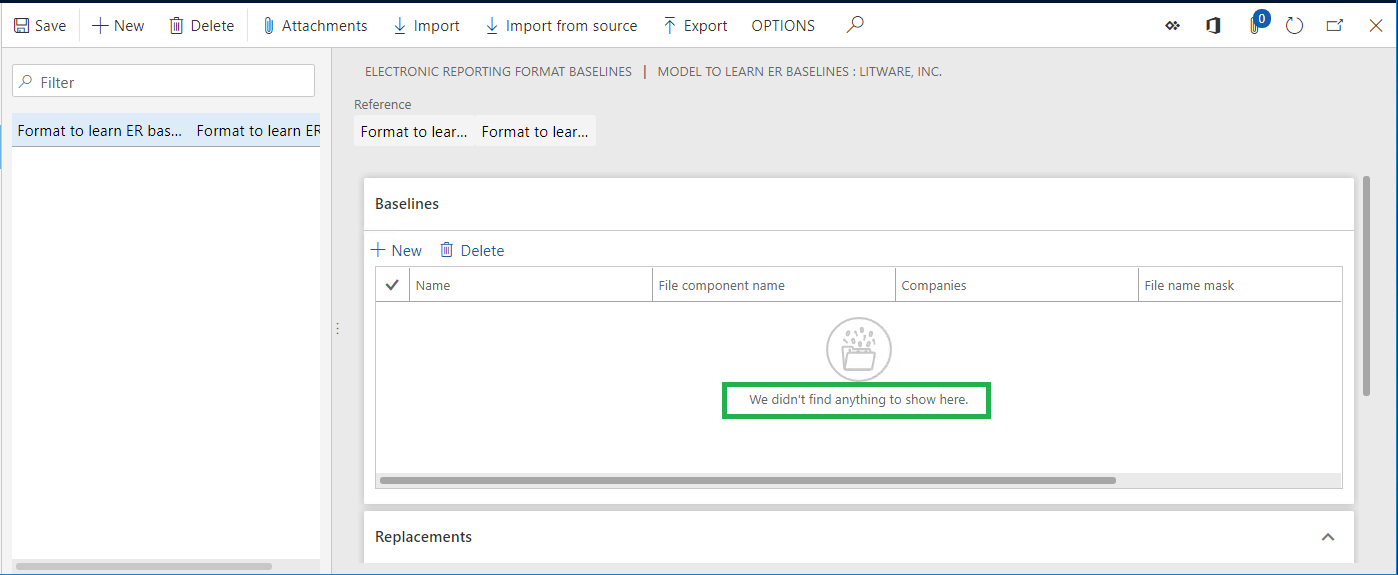 Save New Delete Attachments Import Import from source Export OPTIONS 0
Filter
Format to learn ER bas... Format to learn ER
ELECTRONIC REPORTING FORMAT BASELINES | MODEL TO LEARN ER BASELINES : LITWARE, INC.
Reference
Format to lear... Format to lear...
Baselines
New Delete
Name File component name Companies File name mask
We didn't find anything to show here.
Replacements